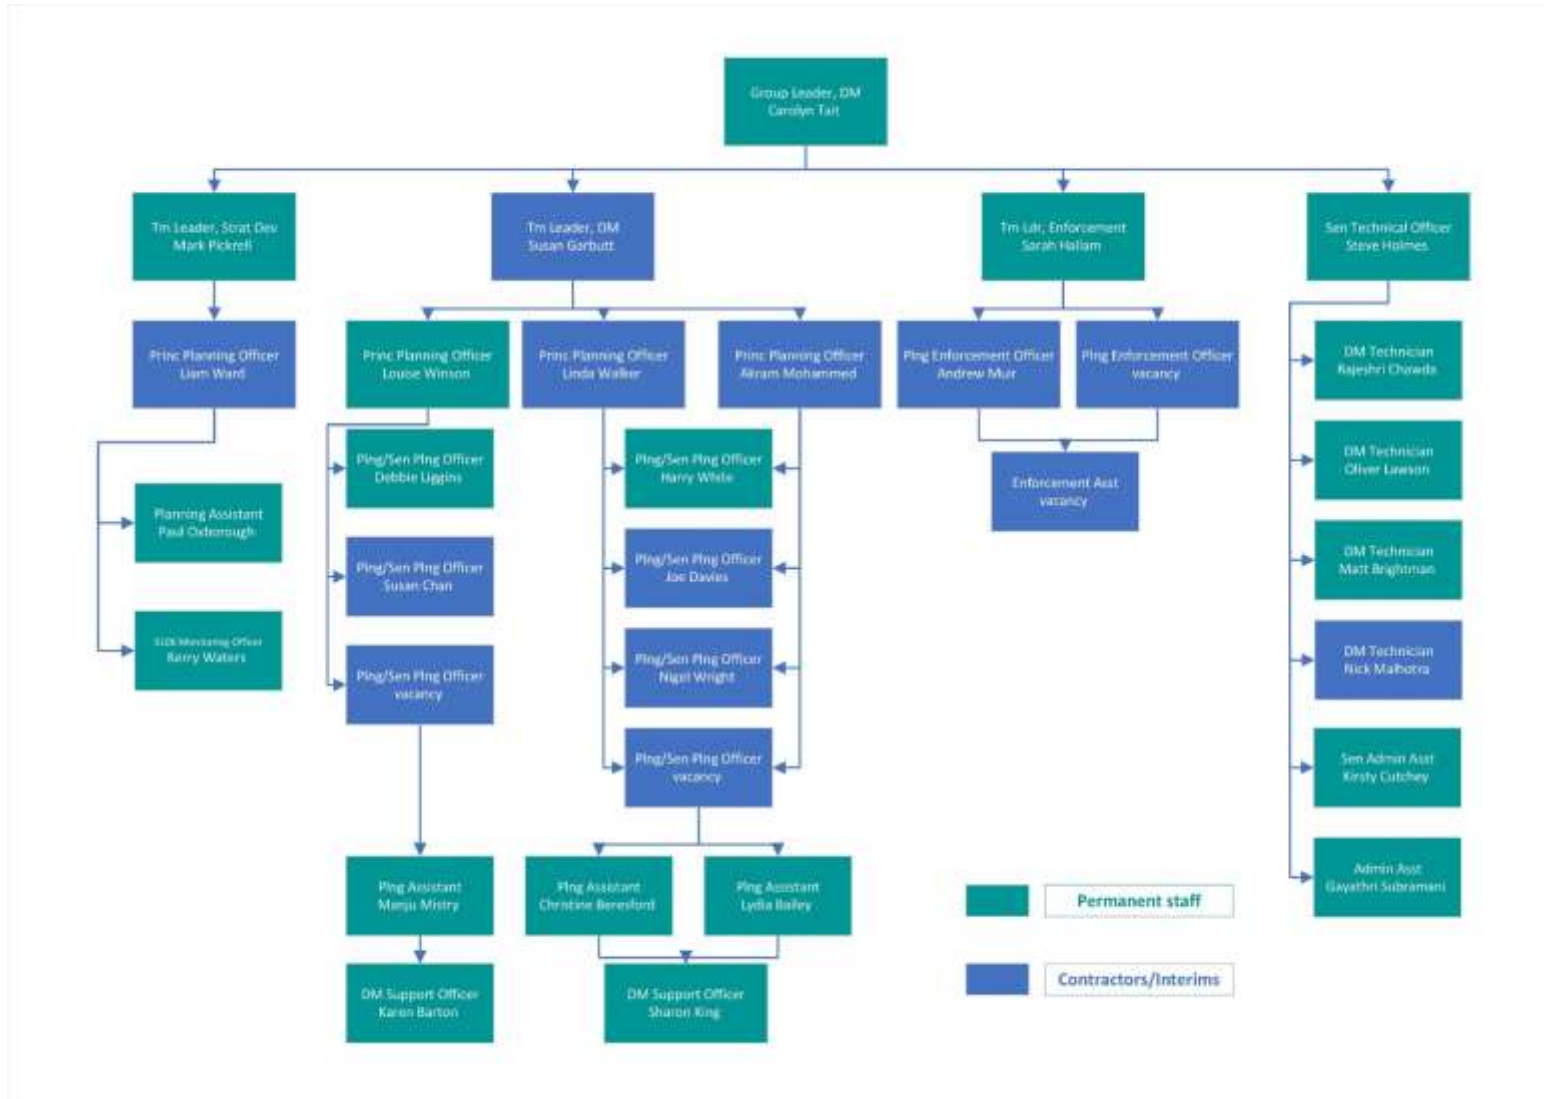 Group Leader, DM
Carolyn Tait
Tm Leader, Strat Dev
Mark Pickrell
Tm Leader, DM
Susan Garbutt
Tm Ldr, Enforcement
Sarah Hallam
Sen Technical Officer
Steve Holmes
Princ Planning Officer
Liam Ward
Princ Planning Officer
Louise Winson
Princ Planning Officer
Linda Walker
Princ Planning Officer
Akram Mohammed
Plng Enforcement Officer
Andrew Muir
Plng Enforcement Officer
vacancy
DM Technician
Rajeshri Chawda
Plng/Sen Plng Officer
Debbie Liggins
Plng/Sen Plng Officer
Harry White
Enforcement Asst
vacancy
DM Technician
Oliver Lawson
Planning Assistant
Paul Oxborough
Plng/Sen Plng Officer
Susan Chan
Plng/Sen Plng Officer
Joe Davies
DM Technician
Matt Brightman
Monitoring Officer
Kerry Waters
Plng/Sen Plng Officer
vacancy
Plng/Sen Plng Officer
Nigel Wright
DM Technician
Nick Malhotra
Plng/Sen Plng Officer
vacancy
Sen Admin Asst
Kirsty Cutchey
Plng Assistant
Manju Mistry
Plng Assistant
Christine Beresford
Plng Assistant
Lydia Bailey
Admin Asst
Gayathri Subramani
Permanent staff
DM Support Officer
Karen Barton
DM Support Officer
Sharon King
Contractors/Interims